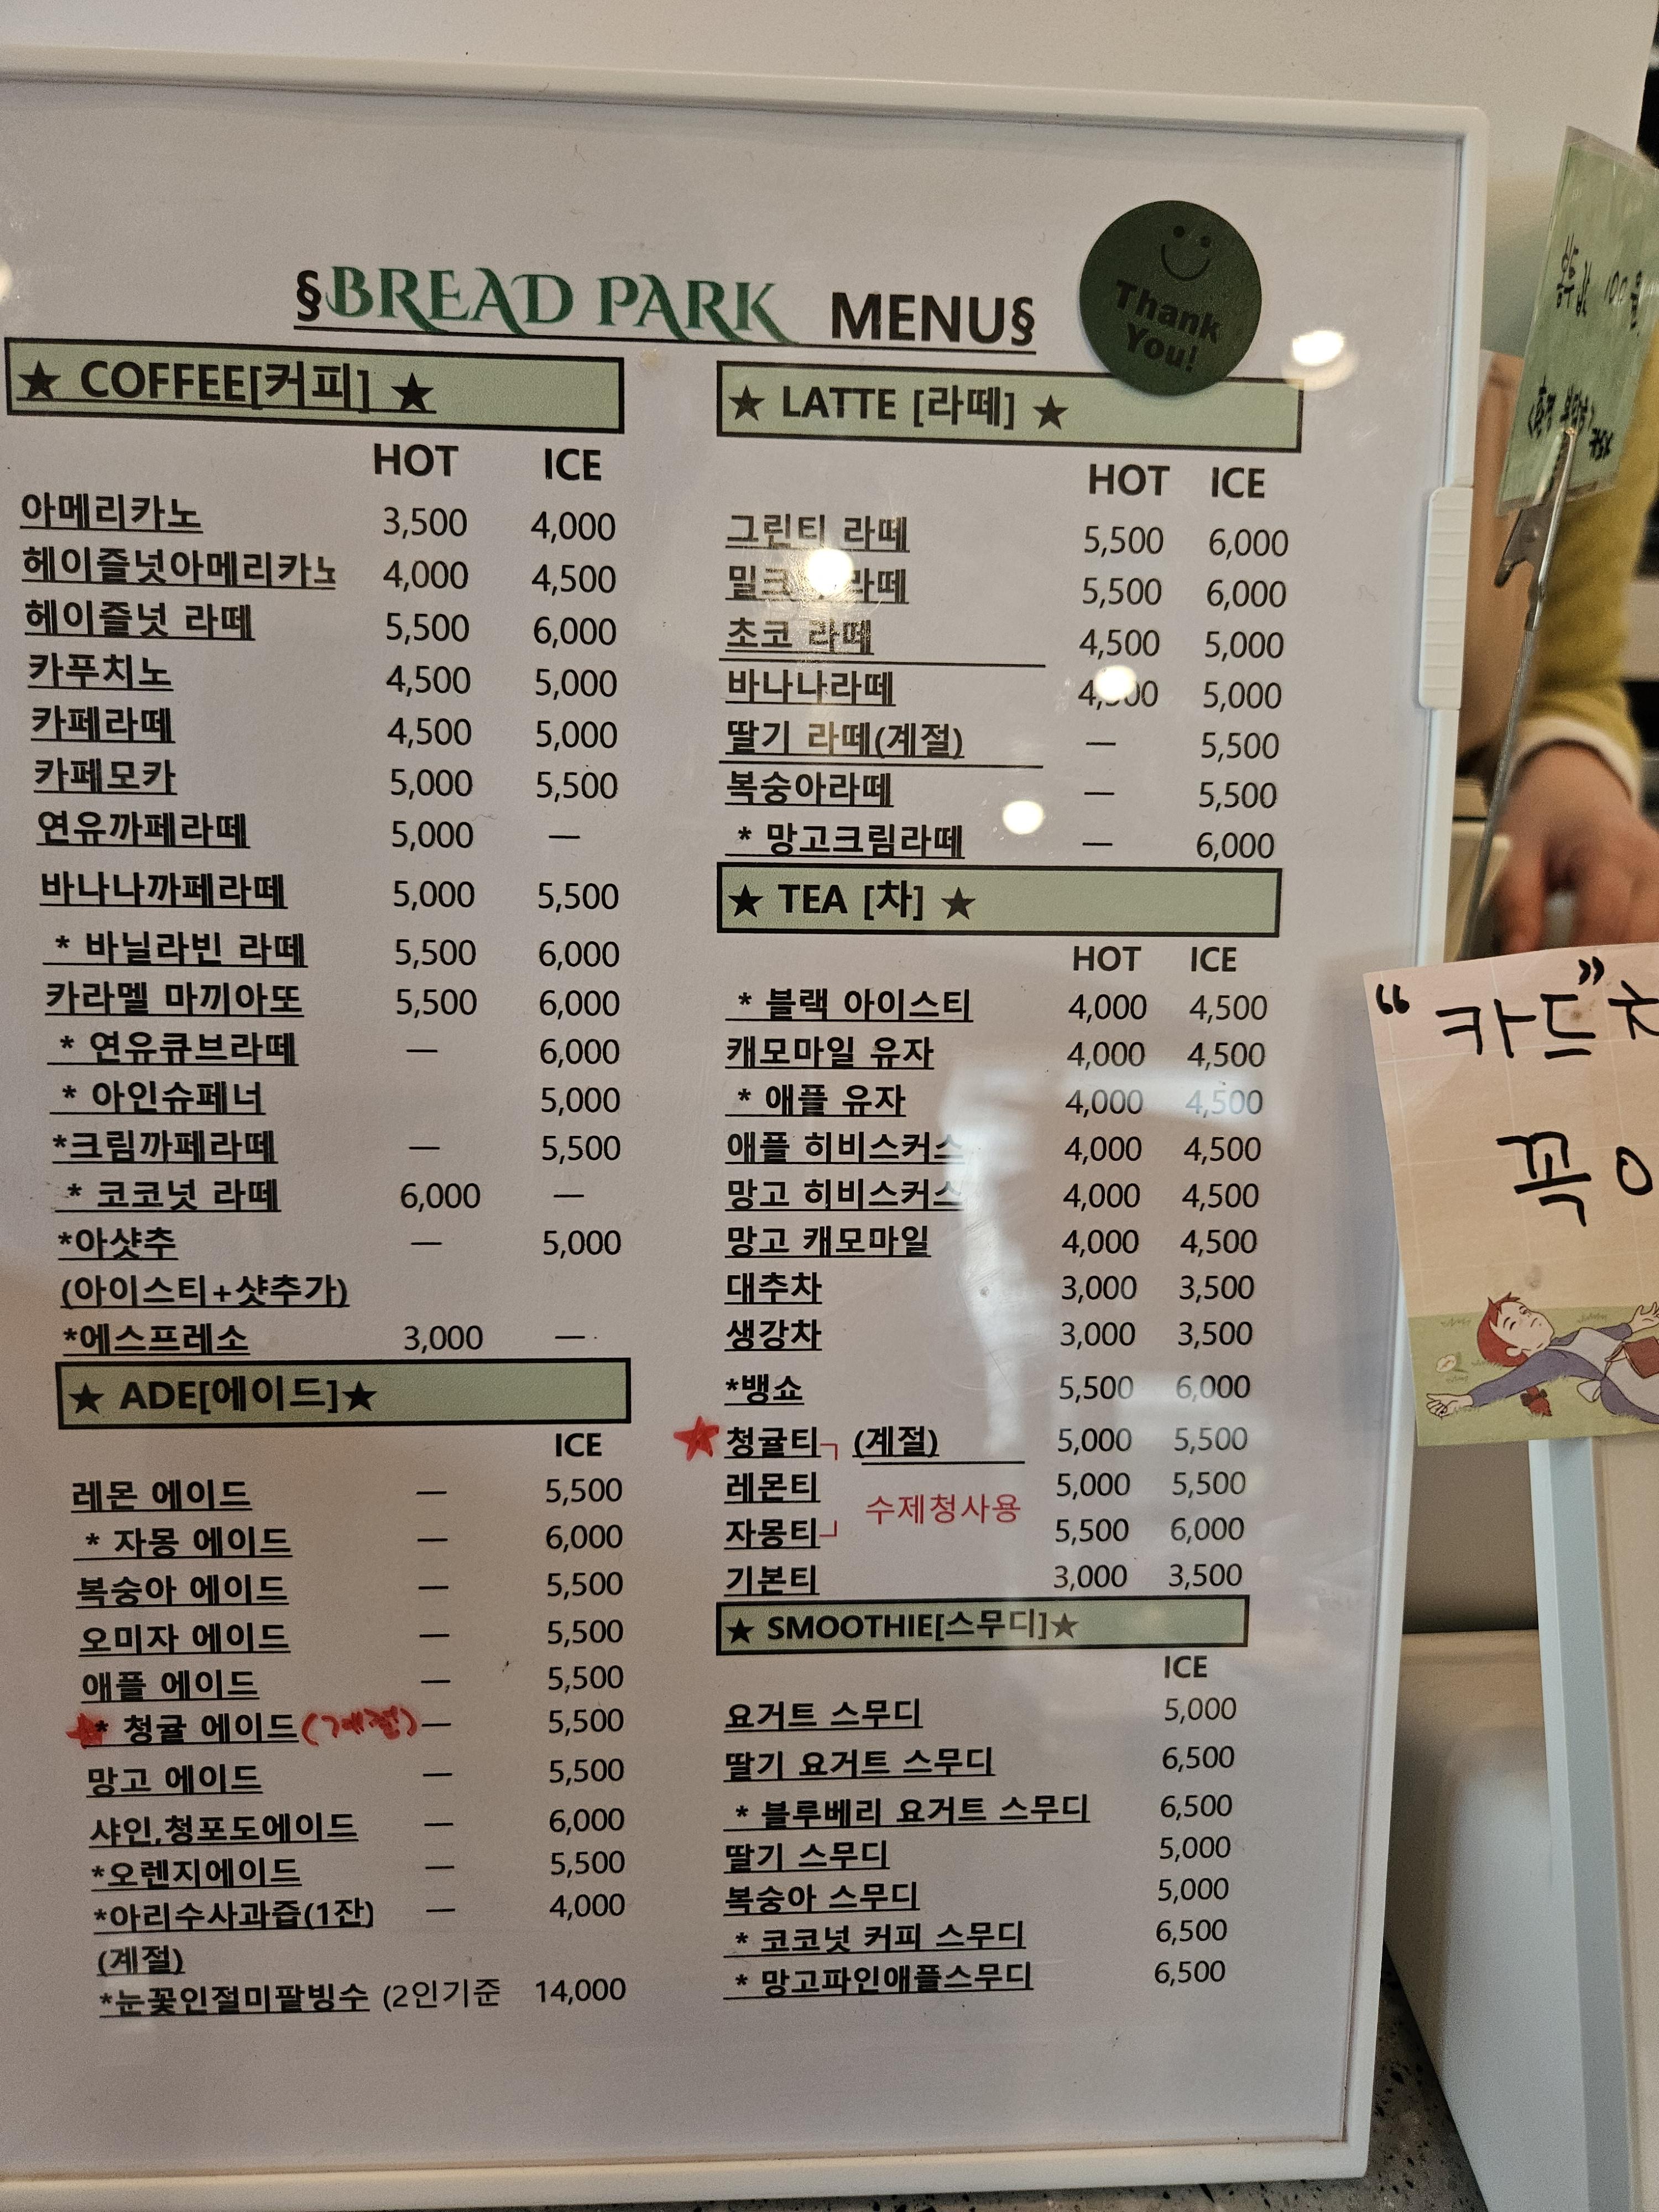 §BREAD PARK MENU§
Thank
You!
★ COFFEE[커피] ★
HOT ICE
아메리카노 3,500 4,000
헤이즐넛아메리카노 4,000 4,500
헤이즐넛 라떼 5,500 6,000
카푸치노 4,500 5,000
카페라떼 4,500 5,000
카페모카 5,000 5,500
연유까페라떼 5,000 —
바나나까페라떼 5,000 5,500
* 바닐라빈 라떼 5,500 6,000
카라멜 마끼아또 5,500 6,000
* 연유큐브라떼 — 6,000
* 아인슈페너 5,000
*크림까페라떼 — 5,500
* 코코넛 라떼 6,000 —
*아샷추 — 5,000
(아이스티+샷추가)
*에스프레소 3,000 —
★ ADE[에이드]★
ICE
레몬 에이드 — 5,500
* 자몽 에이드 — 6,000
복숭아 에이드 — 5,500
오미자 에이드 — 5,500
애플 에이드 — 5,500
★* 청귤 에이드(계절) — 5,500
망고 에이드 — 5,500
샤인,청포도에이드 — 6,000
*오렌지에이드 — 5,500
*아리수사과즙(1잔) — 4,000
(계절)
*눈꽃인절미팥빙수 (2인기준 14,000
★ LATTE [라떼] ★
HOT ICE
그린티 라떼 5,500 6,000
밀크 라떼 5,500 6,000
초코 라떼 4,500 5,000
바나나라떼 5,000
딸기 라떼(계절) — 5,500
복숭아라떼 — 5,500
* 망고크림라떼 — 6,000
★ TEA [차] ★
HOT ICE
* 블랙 아이스티 4,000 4,500
캐모마일 유자 4,000 4,500
* 애플 유자 4,000 4,500
애플 히비스커스 4,000 4,500
망고 히비스커스 4,000 4,500
망고 캐모마일 4,000 4,500
대추차 3,000 3,500
생강차 3,000 3,500
*뱅쇼 5,500 6,000
★ 청귤티 (계절) 5,000 5,500
레몬티 5,000 5,500
수제청사용
자몽티 5,500 6,000
기본티 3,000 3,500
★ SMOOTHIE[스무디]★
ICE
요거트 스무디 5,000
딸기 요거트 스무디 6,500
* 블루베리 요거트 스무디 6,500
딸기 스무디 5,000
복숭아 스무디 5,000
* 코코넛 커피 스무디 6,500
* 망고파인애플스무디 6,500
“카드”
꼭